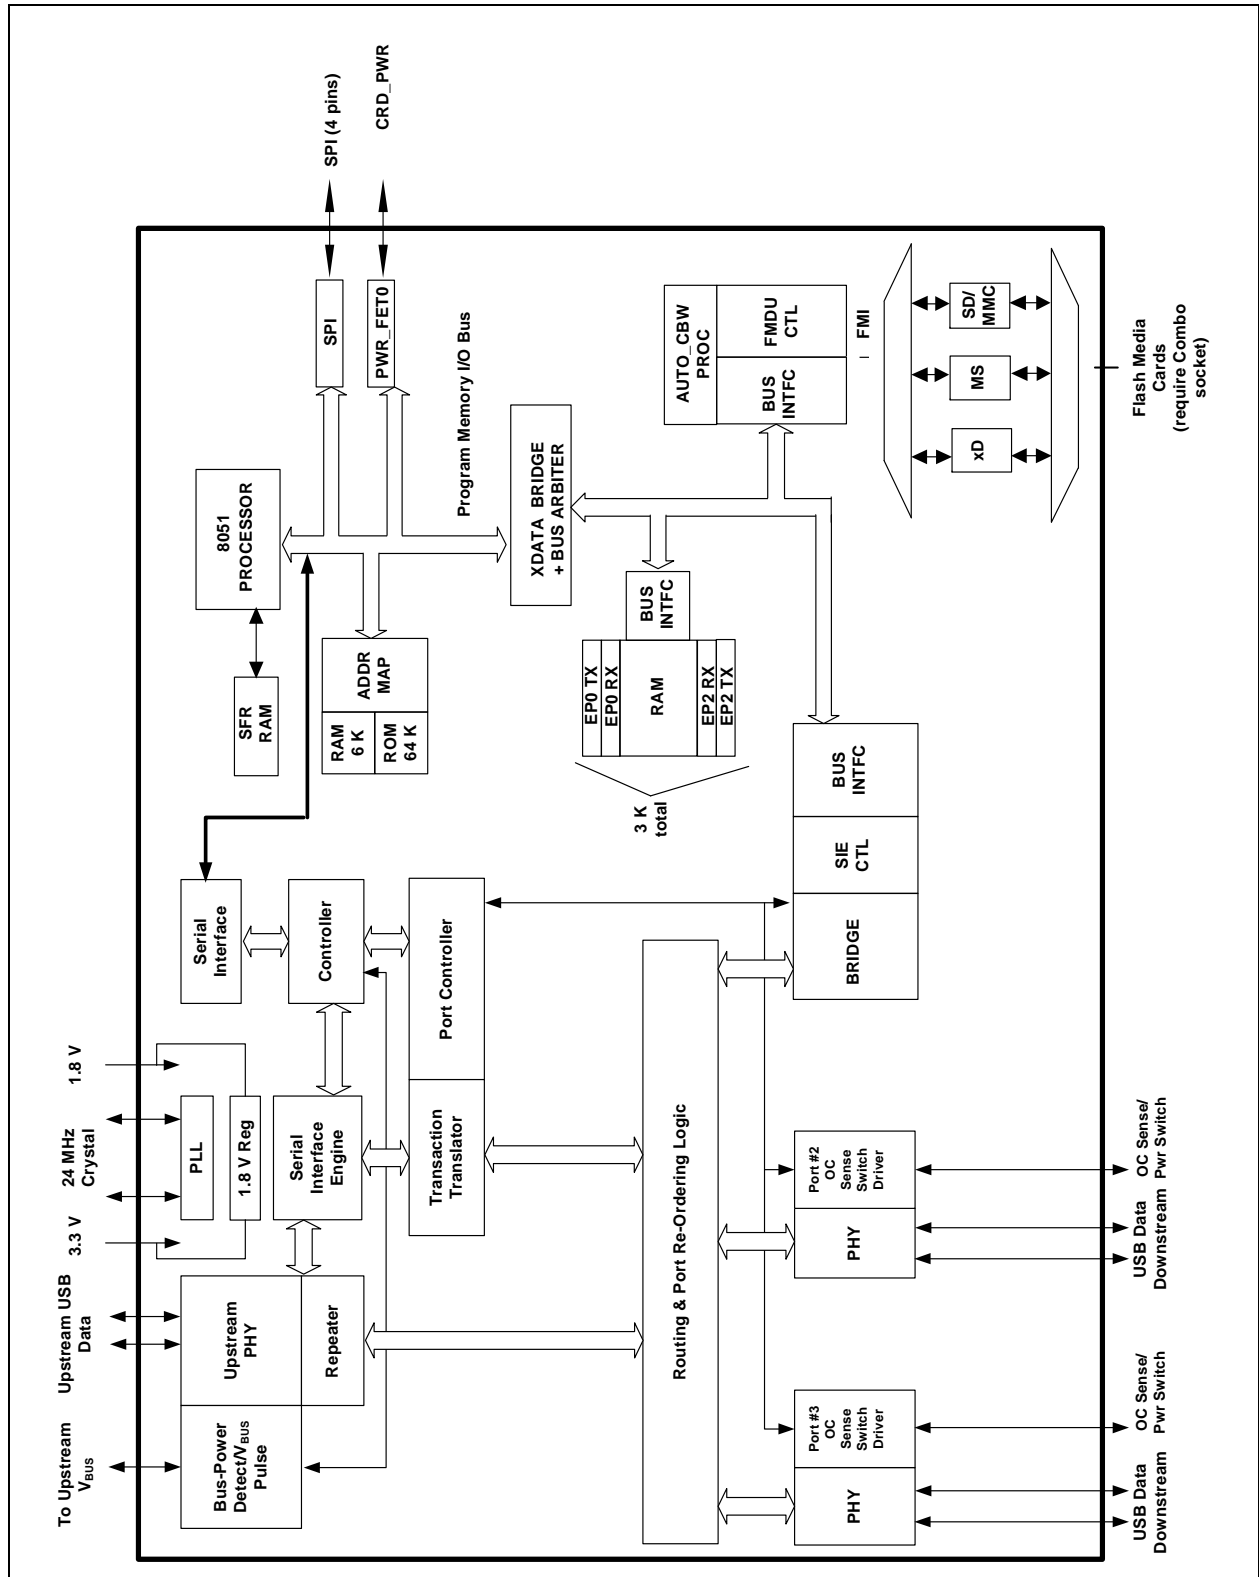 To Upstream
VBUS
Upstream USB
Data
3.3 V
24 MHz
Crystal
1.8 V
Bus-Power
Detect/VBUS
Pulse
Upstream
PHY
Repeater
PLL
1.8 V Reg
Serial
Interface
Engine
Serial
Interface
Controller
Transaction
Translator
Port Controller
SFR
RAM
8051
PROCESSOR
SPI
SPI (4 pins)
PWR_FET0
CRD_PWR
RAM
6 K
ROM
64 K
ADDR
MAP
Program Memory I/O Bus
XDATA BRIDGE
+ BUS ARBITER
3 K
total
EP0 TX
EP0 RX
RAM
EP2 RX
EP2 TX
BUS
INTFC
AUTO_CBW
PROC
BUS
INTFC
FMDU
CTL
FMI
Routing & Port Re-Ordering Logic
BRIDGE
SIE
CTL
BUS
INTFC
xD
MS
SD/
MMC
Flash Media
Cards
(require Combo
socket)
PHY
Port #3
OC
Sense
Switch
Driver
PHY
Port #2
OC
Sense
Switch
Driver
USB Data
Downstream
OC Sense/
Pwr Switch
USB Data
Downstream
OC Sense/
Pwr Switch